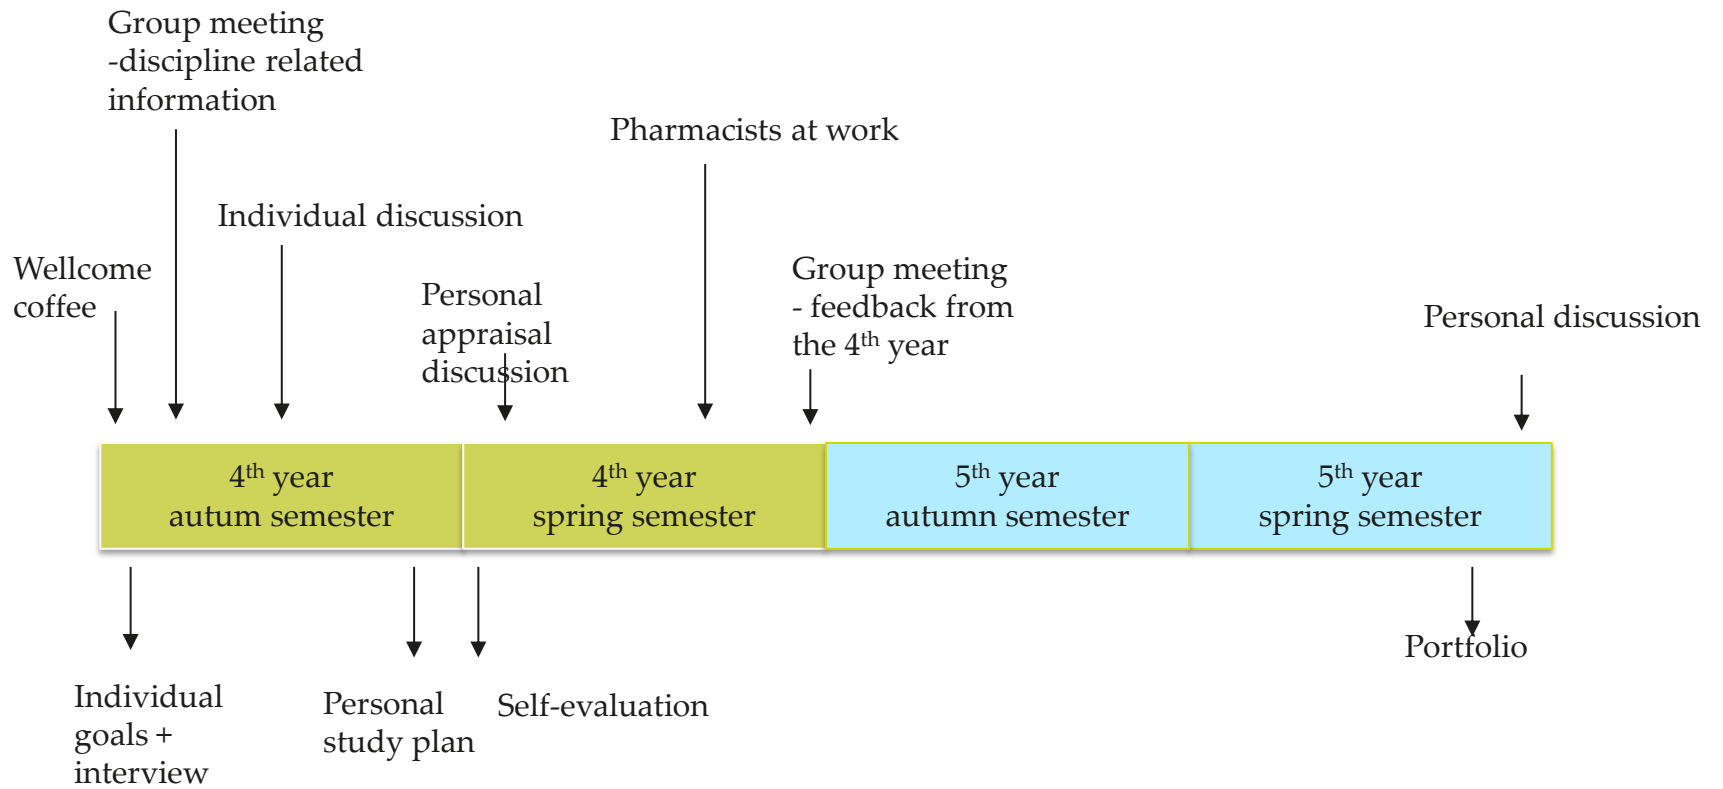 Group meeting
-discipline related
information
Pharmacists at work
Individual discussion
Wellcome
coffee
Personal
appraisal
discussion
Group meeting
- feedback from
the 4th year
Personal discussion
4th year
autum semester
4th year
spring semester
5th year
autumn semester
5th year
spring semester
Individual
goals +
interview
Personal
study plan
Self-evaluation
Portfolio